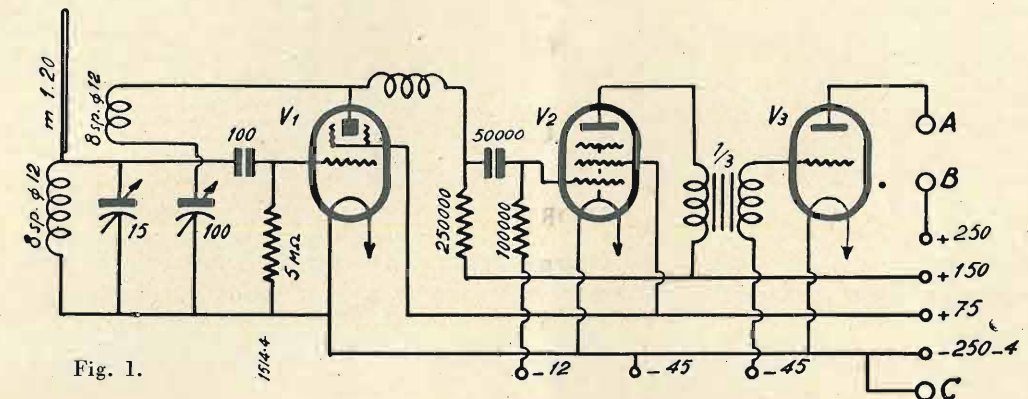 m 1.20
8 sp. φ 12
8 sp. φ 12
15
100
100
5 MΩ
V1
250000
50000
100000
V2
1/3
V3
A
B
+ 250
+ 150
+ 75
- 250 - 4
C
- 12
- 45
- 45
1514·4
Fig. 1.